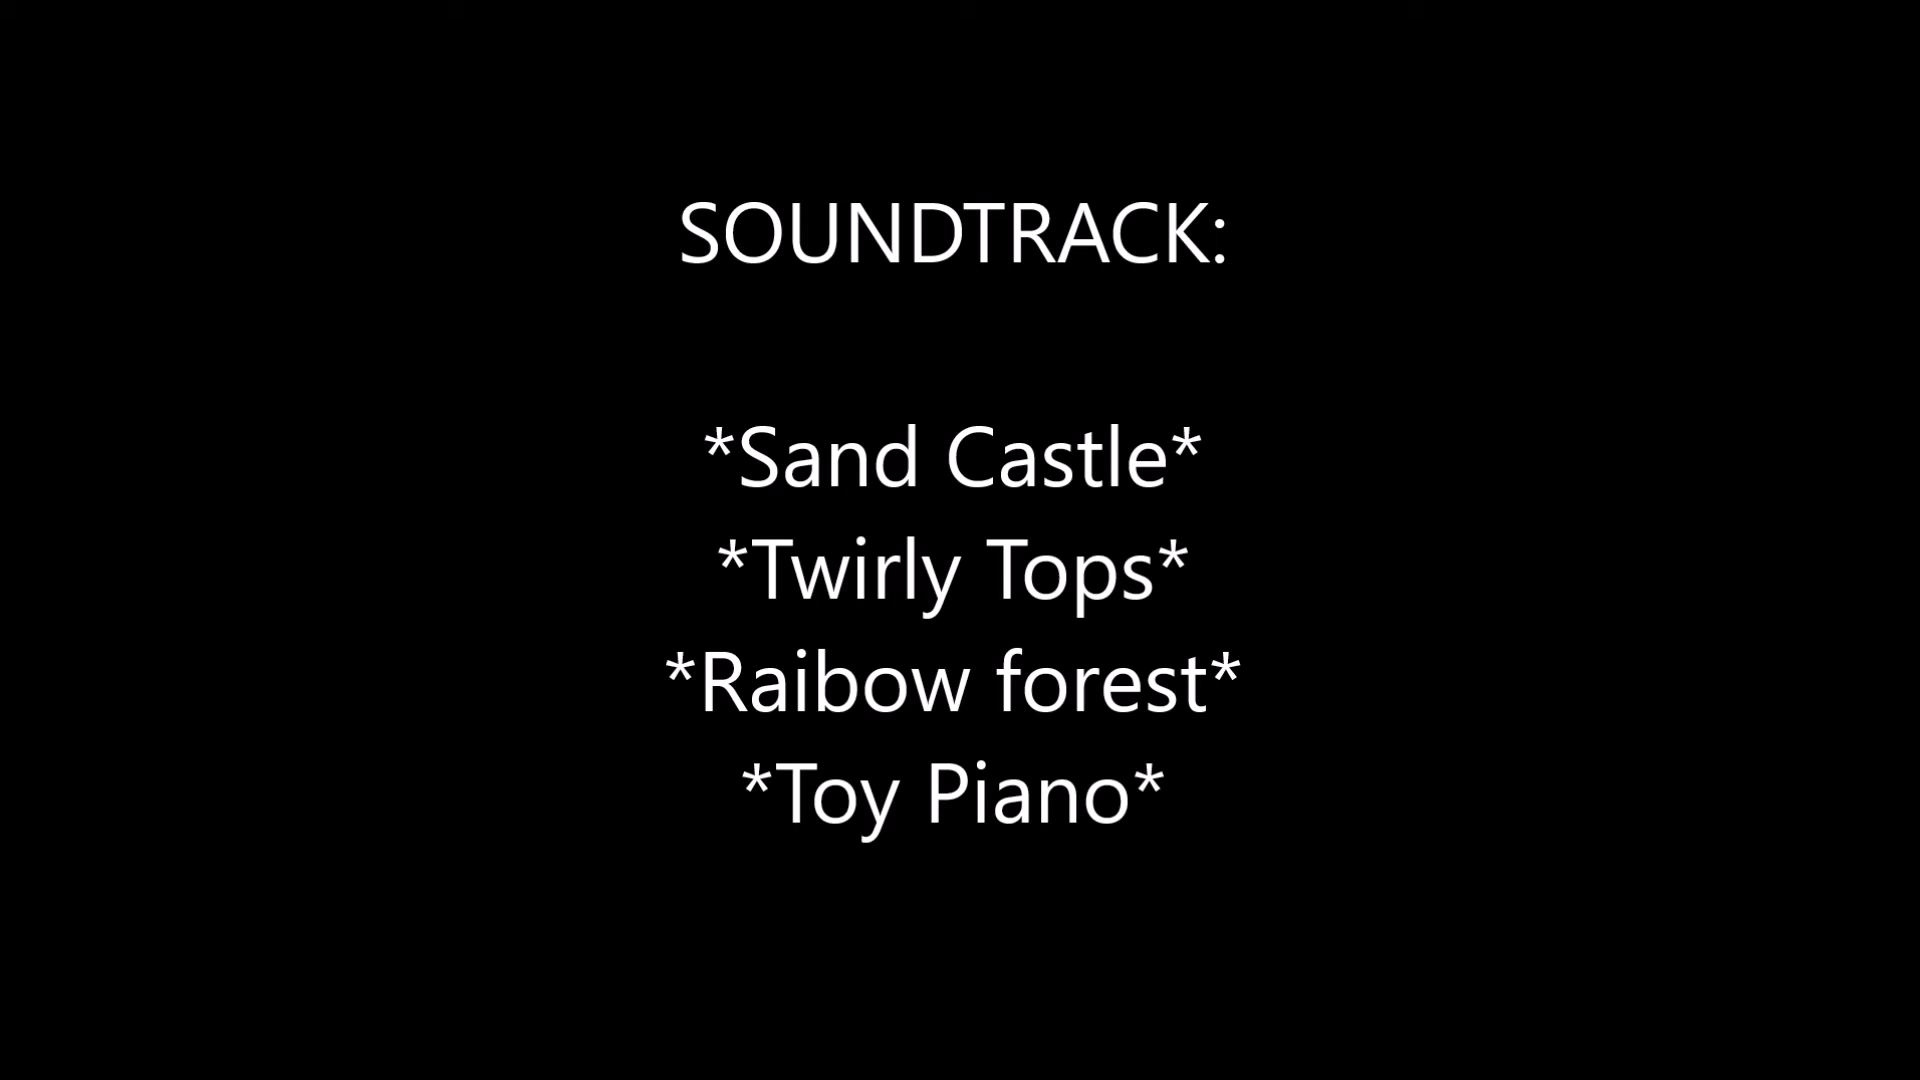 SOUNDTRACK:
*Sand Castle*
*Twirly Tops*
*Raibow forest*
*Toy Piano*